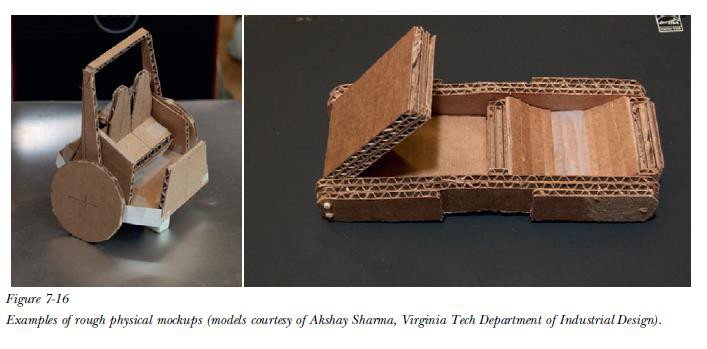 Figure 7-16
Examples of rough physical mockups (models courtesy of Akshay Sharma, Virginia Tech Department of Industrial Design).